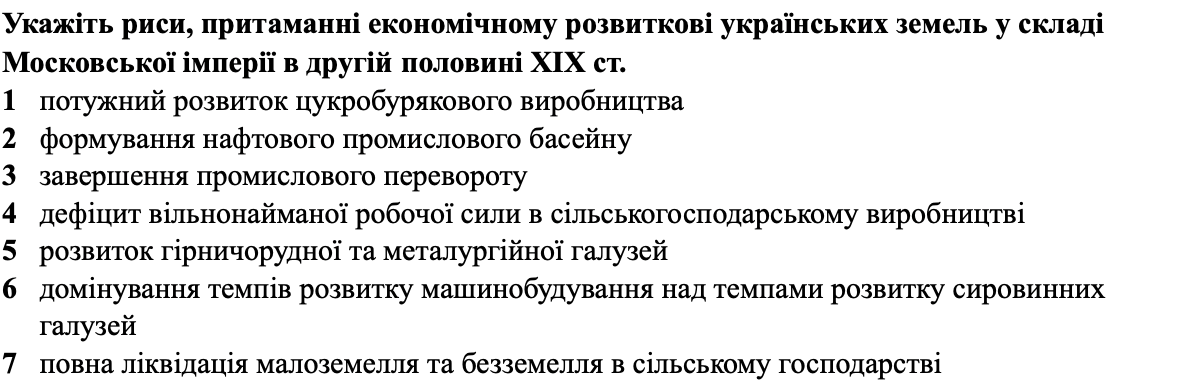 Укажіть риси, притаманні економічному розвиткові українських земель у складі
Московської імперії в другій половині ХІХ ст.
1 потужний розвиток цукробурякового виробництва
2 формування нафтового промислового басейну
3 завершення промислового перевороту
4 дефіцит вільнонайманої робочої сили в сільськогосподарському виробництві
5 розвиток гірничорудної та металургійної галузей
6 домінування темпів розвитку машинобудування над темпами розвитку сировинних
галузей
7 повна ліквідація малоземелля та безземелля в сільському господарстві